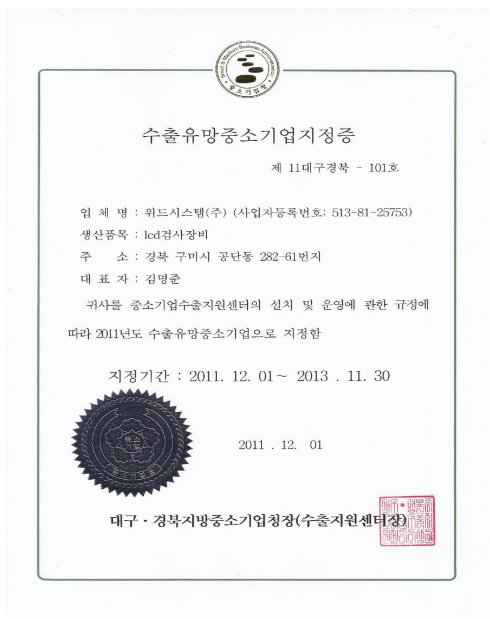 Small & Medium Business Administration
중소기업청
수출유망중소기업지정증
제 11대구경북 - 101호
업 체 명 : 위드시스템(주) (사업자등록번호: 513-81-25753)
생산품목 : lcd검사장비
주 소 : 경북 구미시 공단동 282-61번지
대 표 자 : 김명준
귀사를 중소기업수출지원센터의 설치 및 운영에 관한 규정에
따라 2011년도 수출유망중소기업으로 지정함
지정기간 : 2011. 12. 01~ 2013 . 11. 30
2011 . 12. 01
대구 · 경북지방중소기업청장(수출지원센터장)